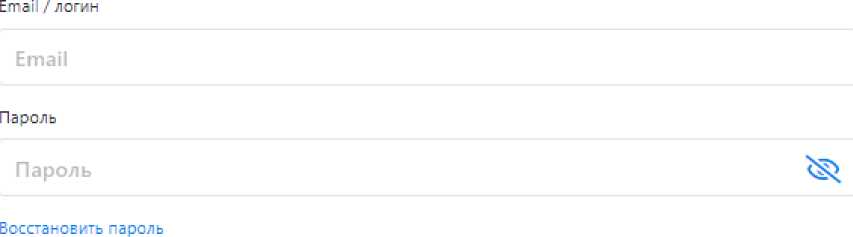 Email / логин
Email
Пароль
Пароль
Восстановить пароль